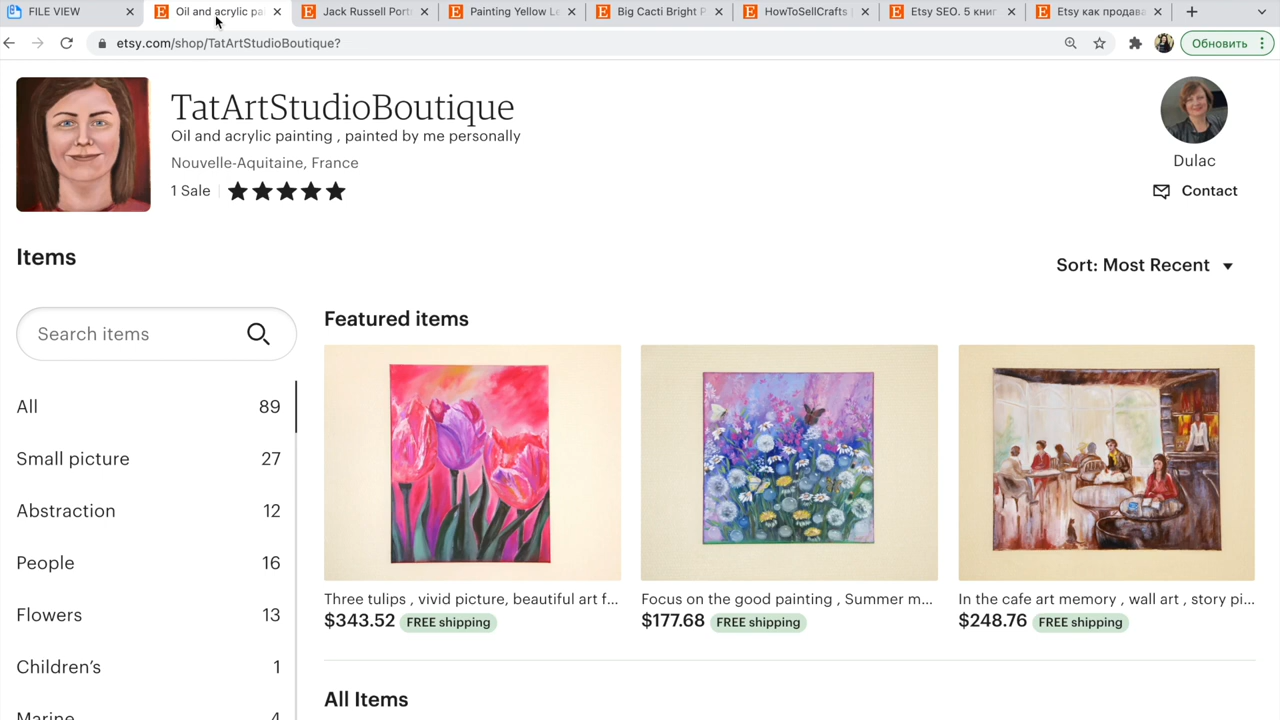 FILE VIEW
Oil and acrylic pai
Jack Russell Port
Painting Yellow Le
Big Cacti Bright P
HowToSellCrafts
Etsy SEO. 5 книг
Etsy как продава
etsy.com/shop/TatArtStudioBoutique?
Обновить
TatArtStudioBoutique
Oil and acrylic painting , painted by me personally
Nouvelle-Aquitaine, France
1 Sale
Dulac
Contact
Items
Sort: Most Recent
Search items
Featured items
All 89
Small picture 27
Abstraction 12
People 16
Flowers 13
Children's 1
Marine 4
Three tulips , vivid picture, beautiful art f...
$343.52 FREE shipping
Focus on the good painting , Summer m...
$177.68 FREE shipping
In the cafe art memory , wall art , story pi...
$248.76 FREE shipping
All Items